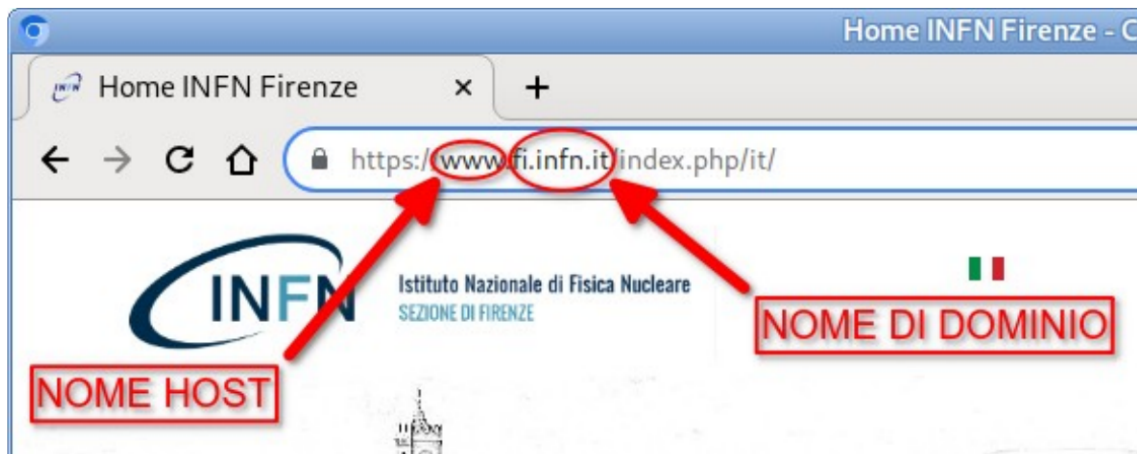 Home INFN Firenze - C
INFN Home INFN Firenze × +
https://www.fi.infn.it/index.php/it/
INFN
Istituto Nazionale di Fisica Nucleare
SEZIONE DI FIRENZE
NOME DI DOMINIO
NOME HOST